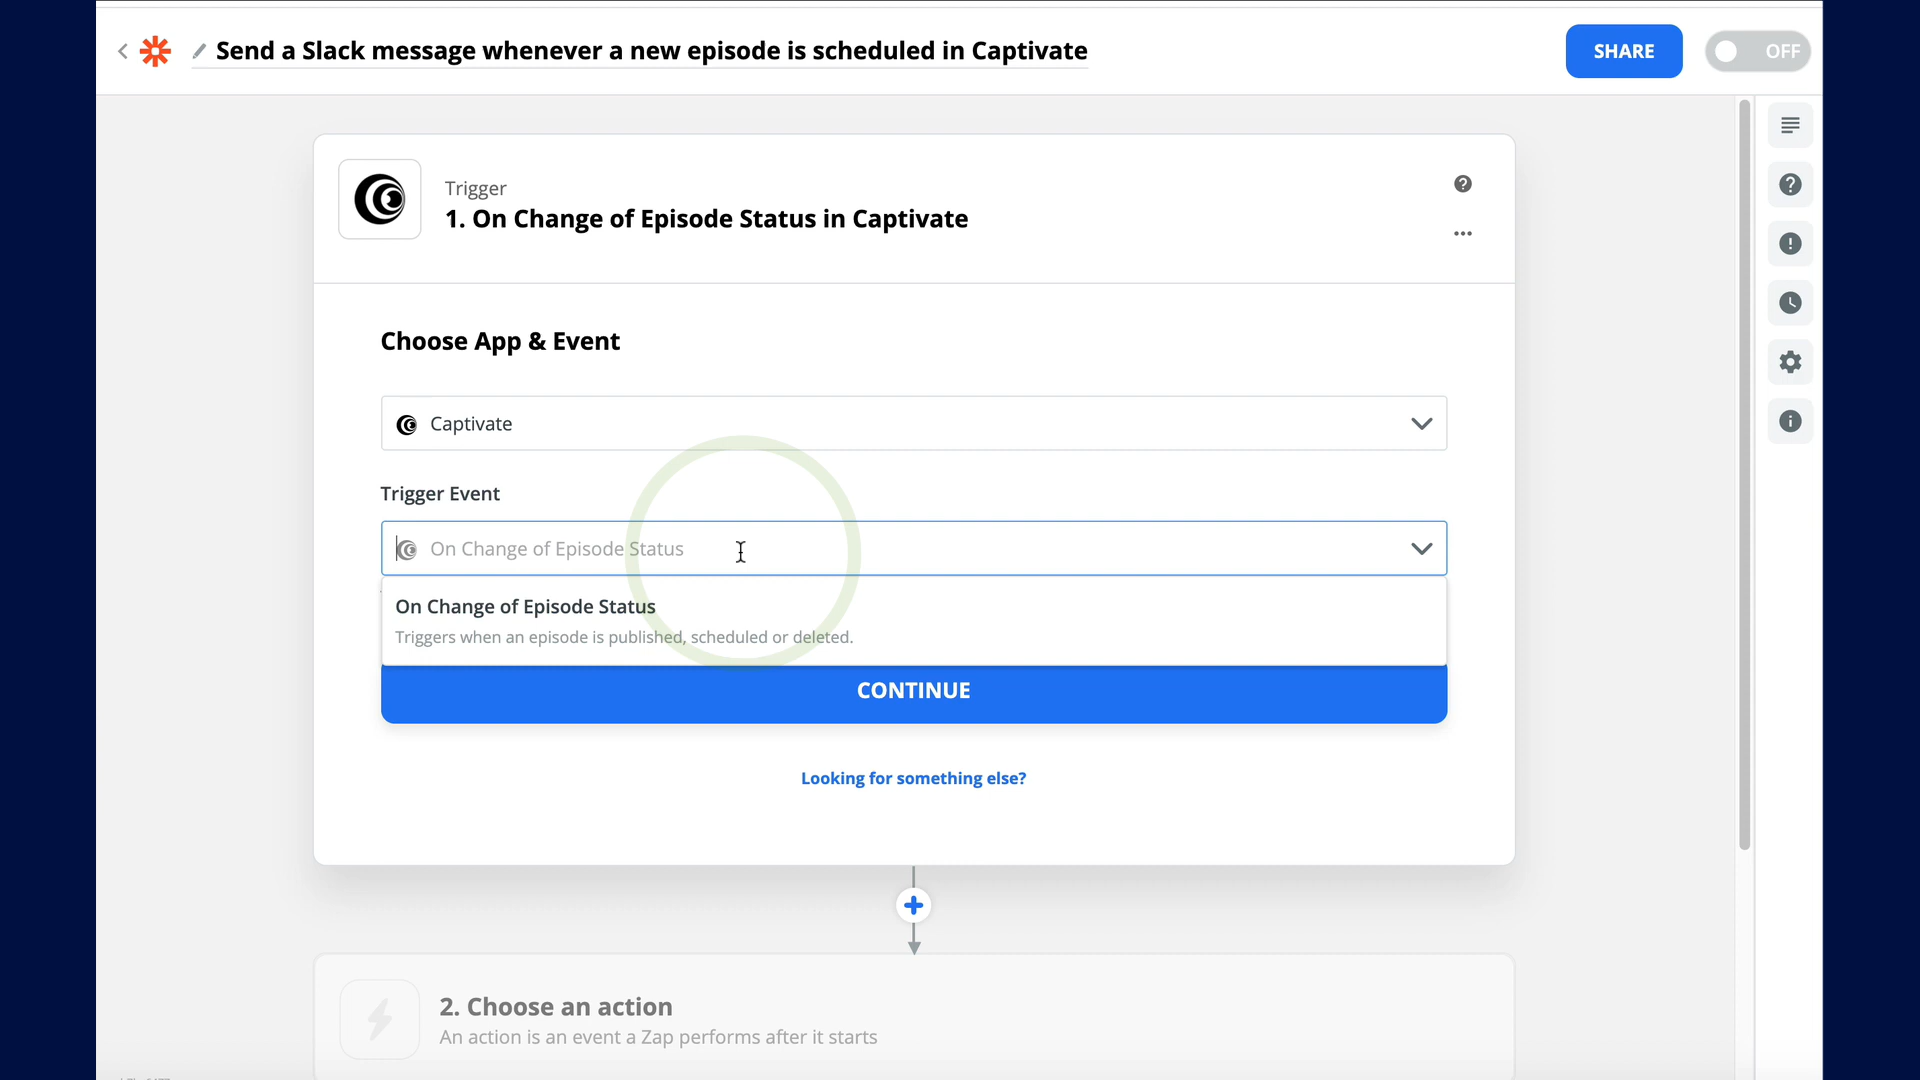 Send a Slack message whenever a new episode is scheduled in Captivate
SHARE
OFF
Trigger
1. On Change of Episode Status in Captivate
Choose App & Event
Captivate
Trigger Event
On Change of Episode Status
On Change of Episode Status
Triggers when an episode is published, scheduled or deleted.
CONTINUE
Looking for something else?
2. Choose an action
An action is an event a Zap performs after it starts